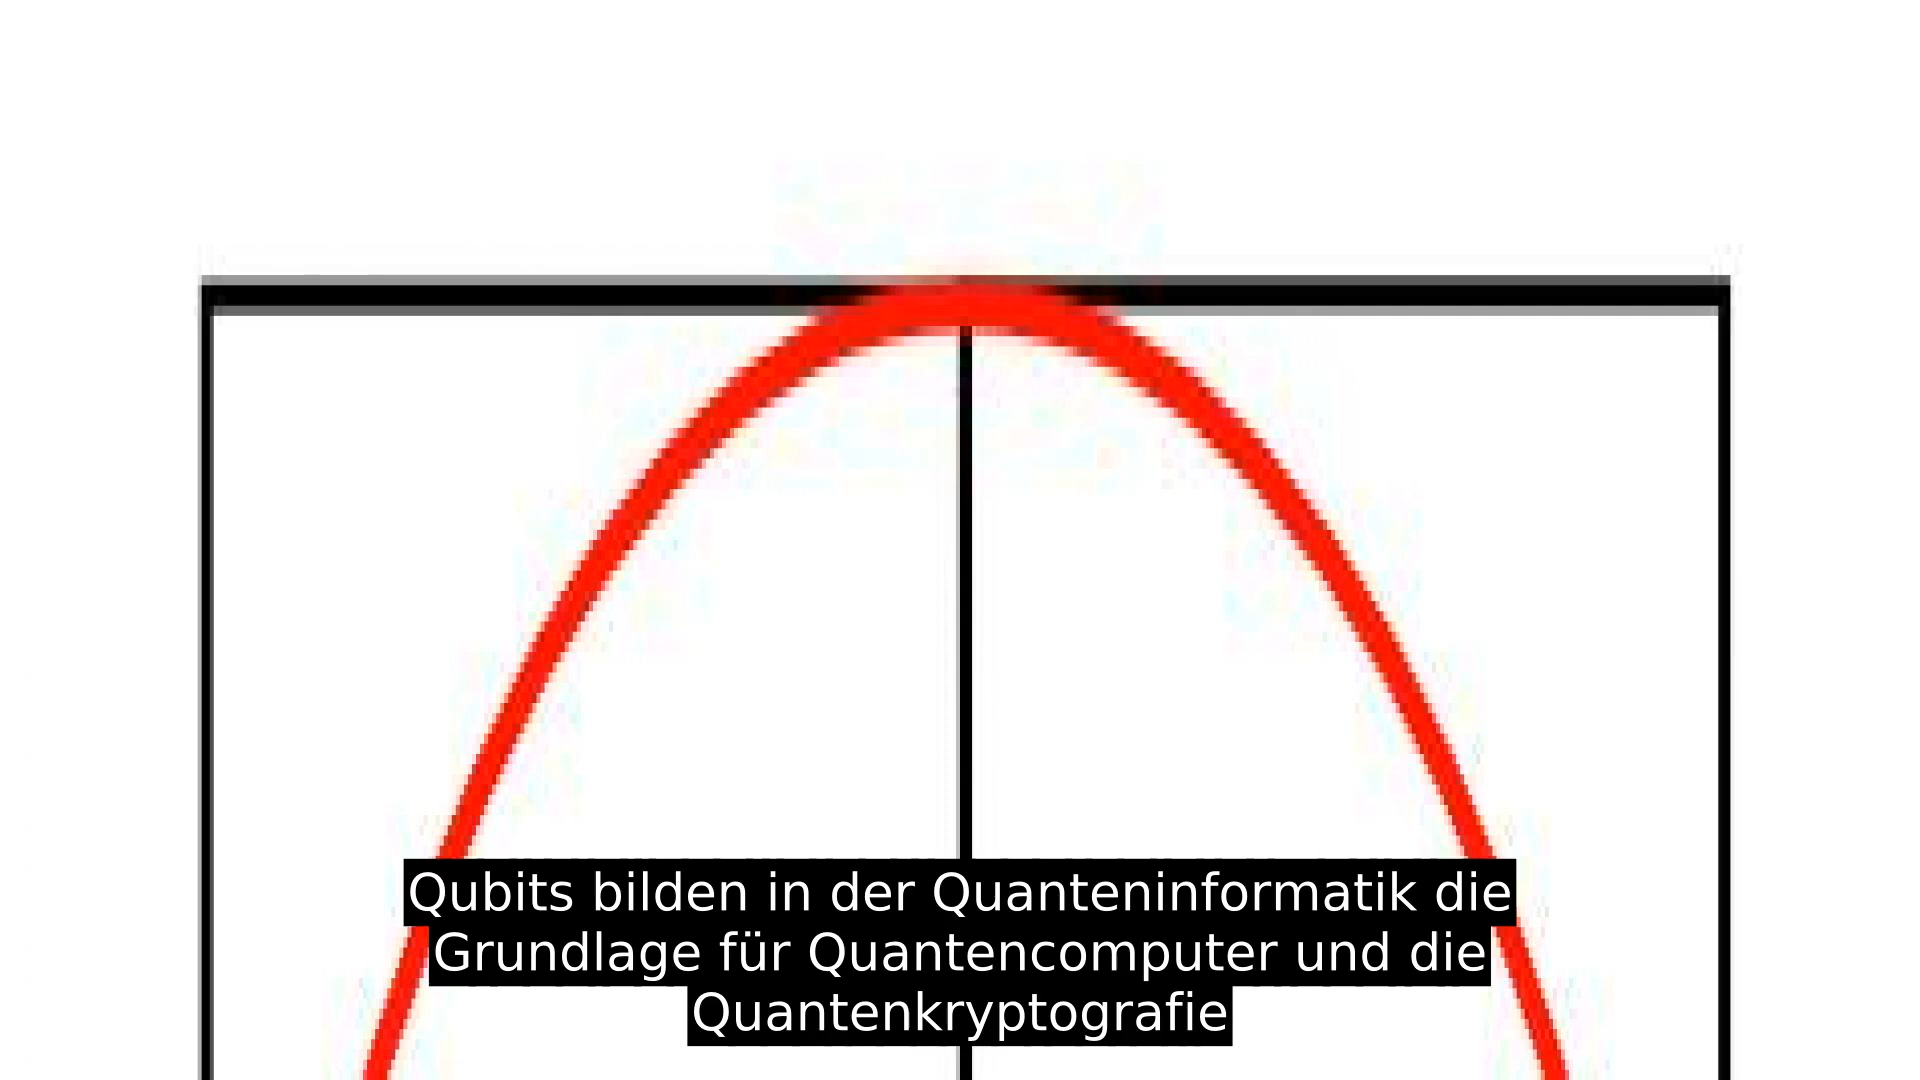 Qubits bilden in der Quanteninformatik die
Grundlage für Quantencomputer und die
Quantenkryptografie